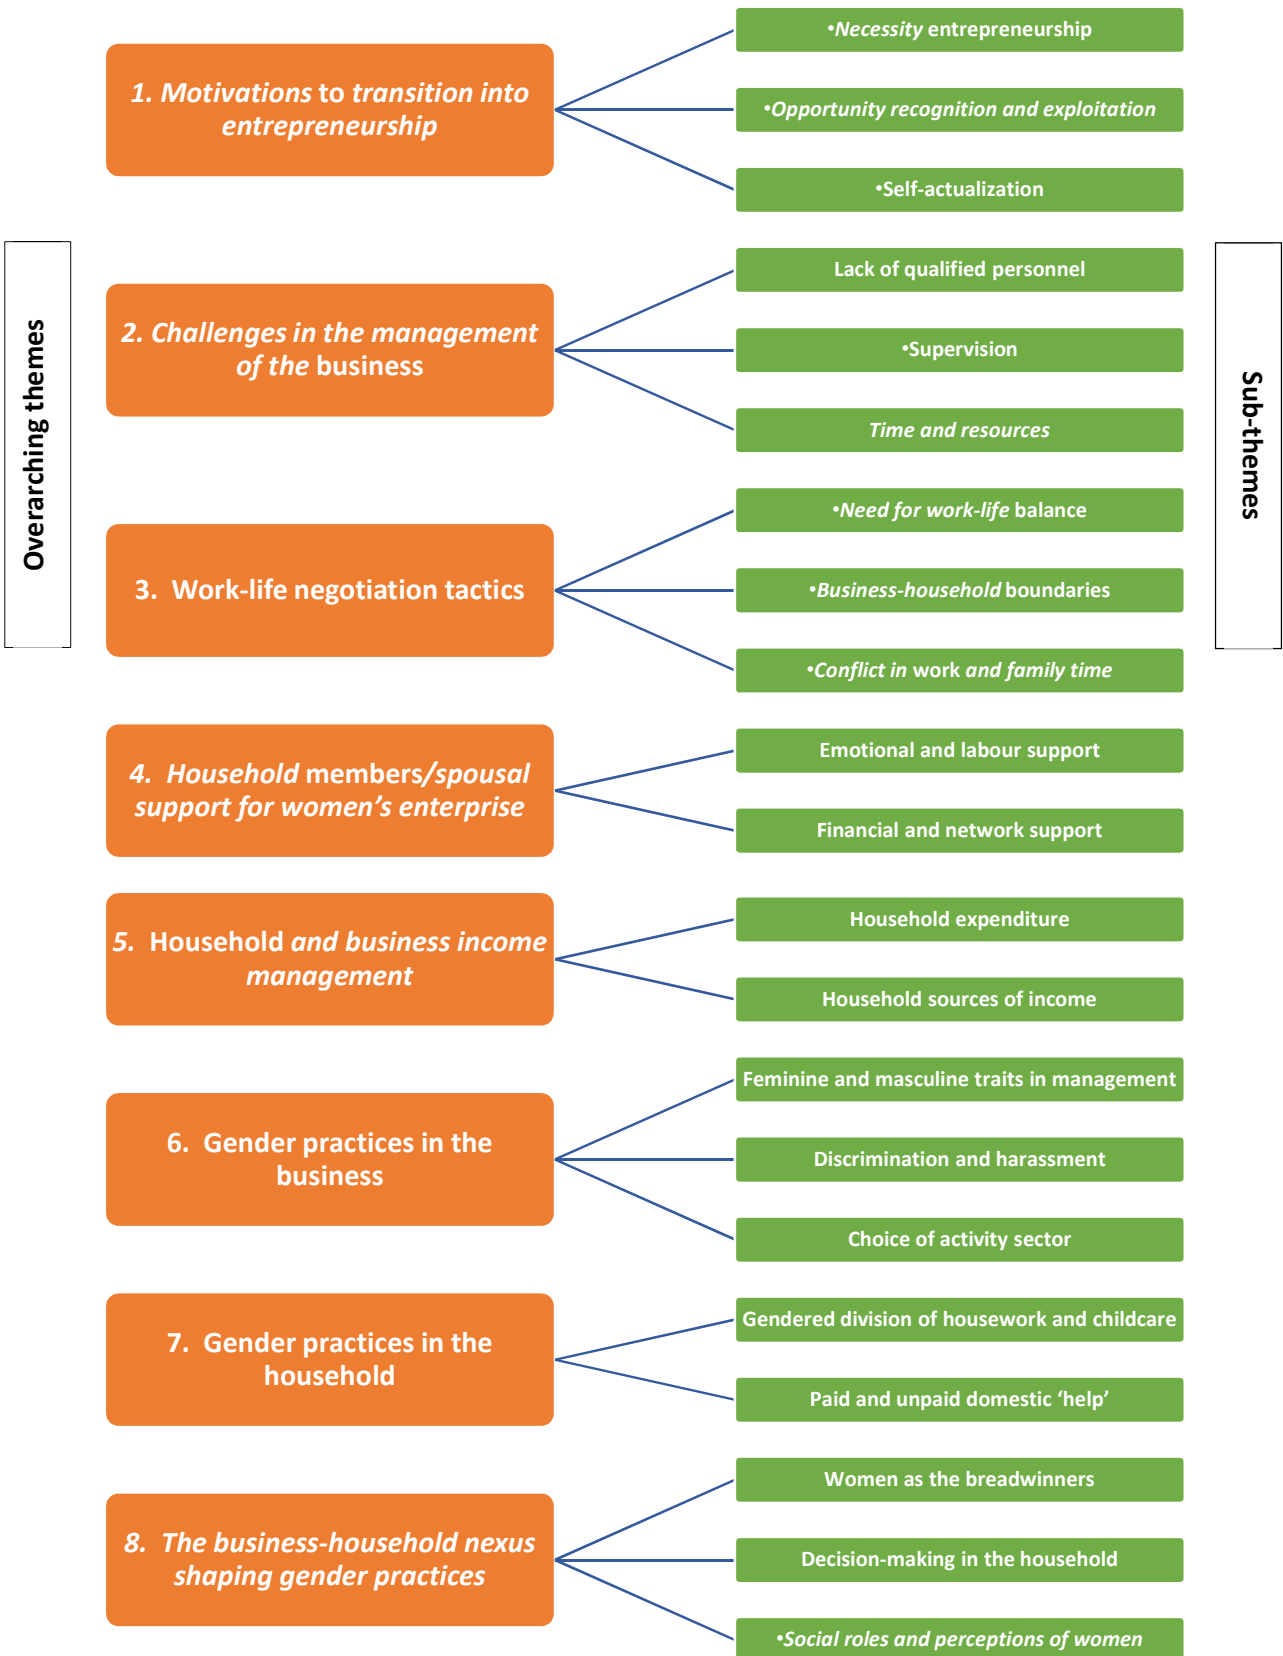 Overarching themes
Sub-themes
1. Motivations to transition into
entrepreneurship
•Necessity entrepreneurship
•Opportunity recognition and exploitation
•Self-actualization
2. Challenges in the management
of the business
Lack of qualified personnel
•Supervision
Time and resources
3. Work-life negotiation tactics
•Need for work-life balance
•Business-household boundaries
•Conflict in work and family time
4. Household members/spousal
support for women’s enterprise
Emotional and labour support
Financial and network support
5. Household and business income
management
Household expenditure
Household sources of income
6. Gender practices in the
business
Feminine and masculine traits in management
Discrimination and harassment
Choice of activity sector
7. Gender practices in the
household
Gendered division of housework and childcare
Paid and unpaid domestic ‘help’
8. The business-household nexus
shaping gender practices
Women as the breadwinners
Decision-making in the household
•Social roles and perceptions of women